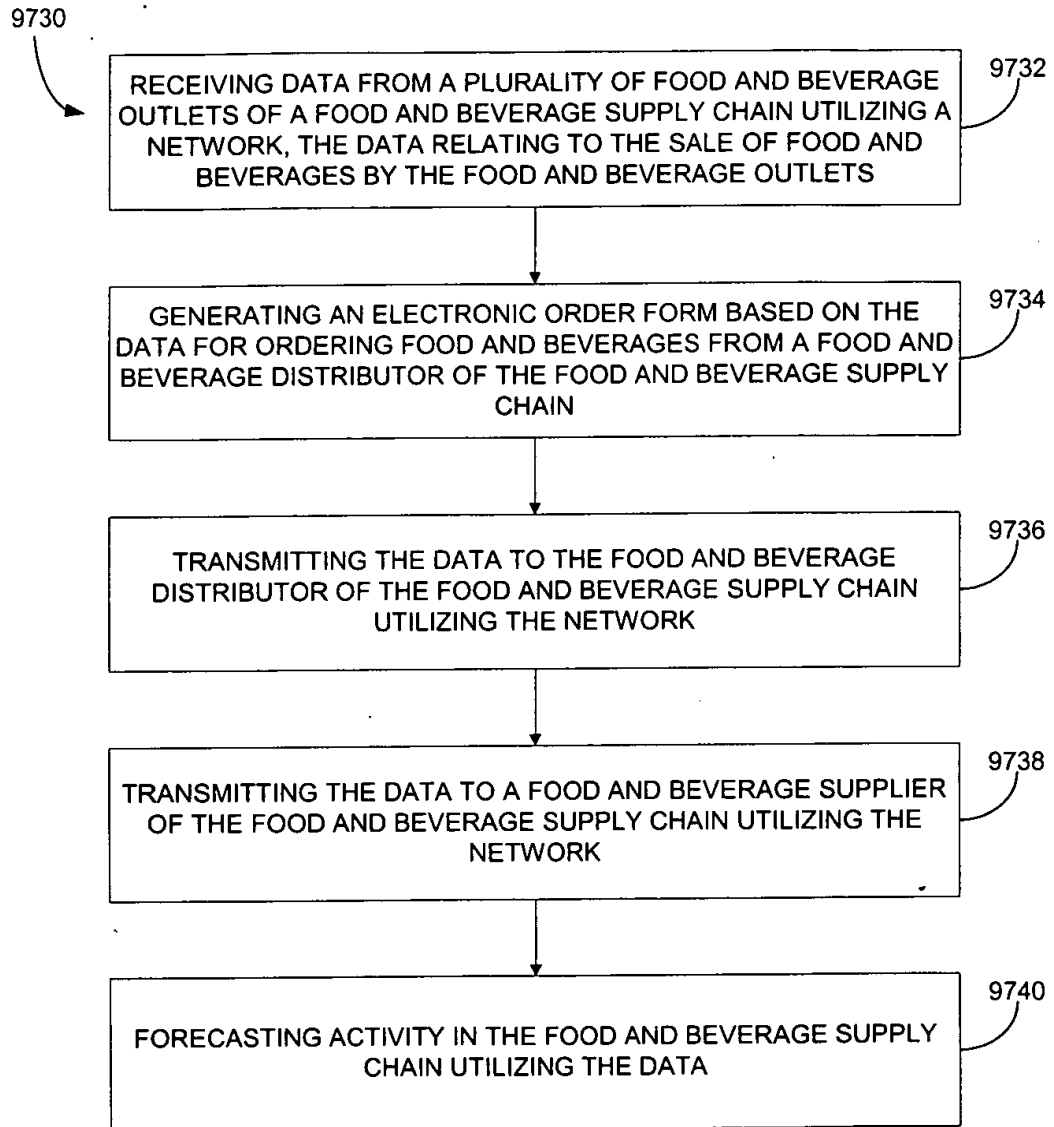 9730
RECEIVING DATA FROM A PLURALITY OF FOOD AND BEVERAGE
OUTLETS OF A FOOD AND BEVERAGE SUPPLY CHAIN UTILIZING A
NETWORK, THE DATA RELATING TO THE SALE OF FOOD AND
BEVERAGES BY THE FOOD AND BEVERAGE OUTLETS
9732
GENERATING AN ELECTRONIC ORDER FORM BASED ON THE
DATA FOR ORDERING FOOD AND BEVERAGES FROM A FOOD AND
BEVERAGE DISTRIBUTOR OF THE FOOD AND BEVERAGE SUPPLY
CHAIN
9734
TRANSMITTING THE DATA TO THE FOOD AND BEVERAGE
DISTRIBUTOR OF THE FOOD AND BEVERAGE SUPPLY CHAIN
UTILIZING THE NETWORK
9736
TRANSMITTING THE DATA TO A FOOD AND BEVERAGE SUPPLIER
OF THE FOOD AND BEVERAGE SUPPLY CHAIN UTILIZING THE
NETWORK
9738
FORECASTING ACTIVITY IN THE FOOD AND BEVERAGE SUPPLY
CHAIN UTILIZING THE DATA
9740